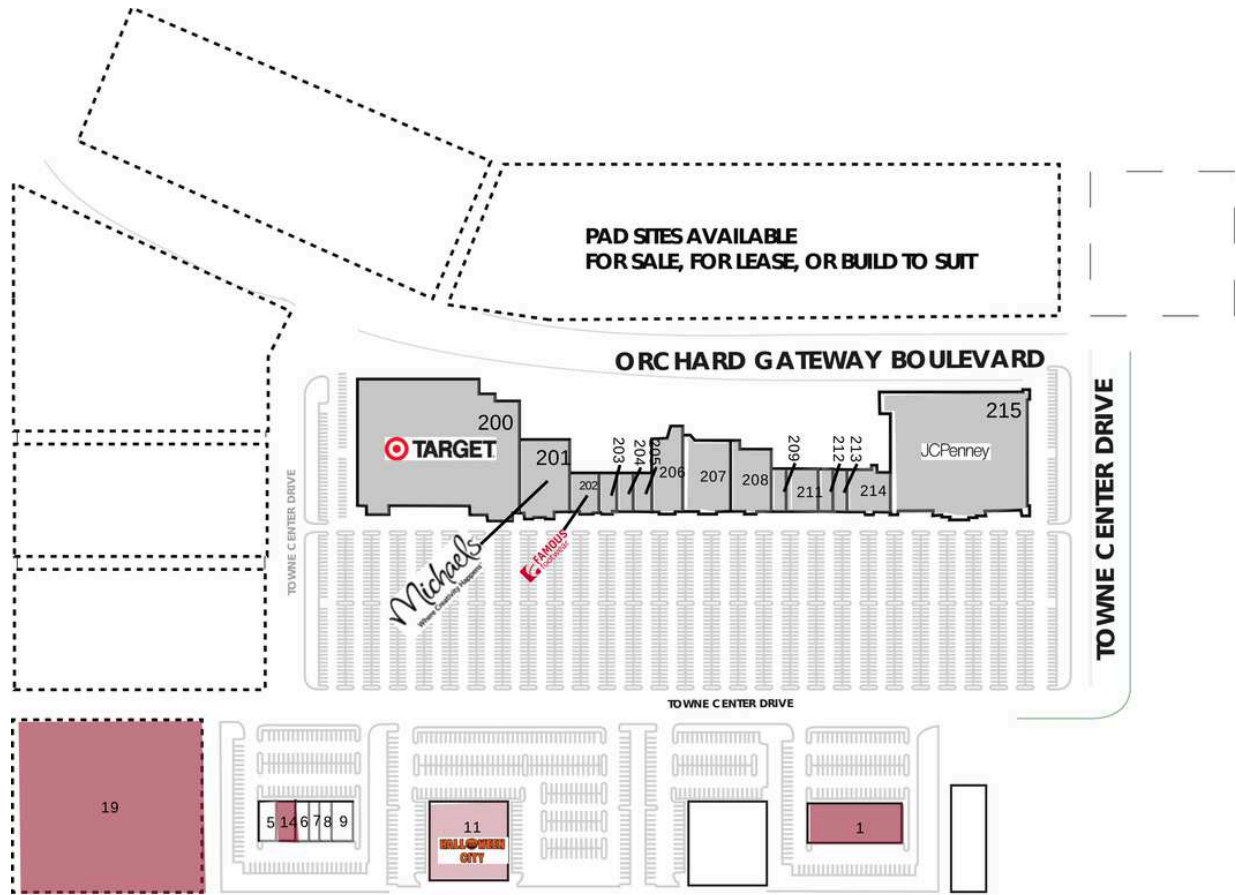 PAD SITES AVAILABLE
FOR SALE, FOR LEASE, OR BUILD TO SUIT
ORCHARD GATEWAY BOULEVARD
200
TARGET
201
202
203
204
205
206
207
208
209
211
212
213
214
215
JCPenney
TOWNE CENTER DRIVE
TOWNE CENTER DRIVE
Michaels
Where Creativity Happens
FAMOUS
footwear
TOWNE CENTER DRIVE
19
5 14 6 7 8 9
11
HALLOWEEN
CITY
1